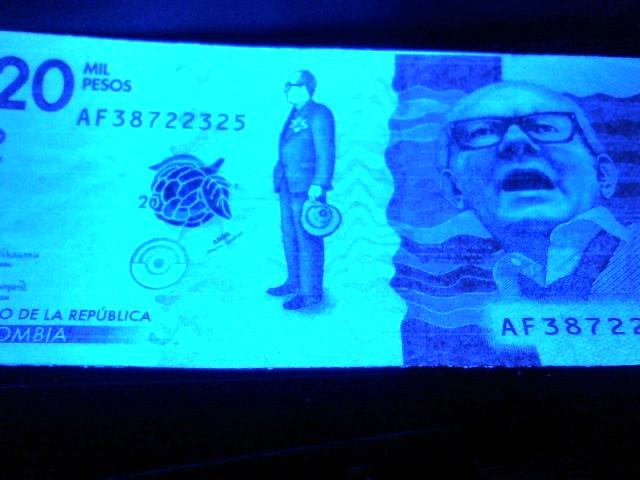 20 MIL
PESOS
AF38722325
20
O DE LA REPÚBLICA
OMBIA
AF38722